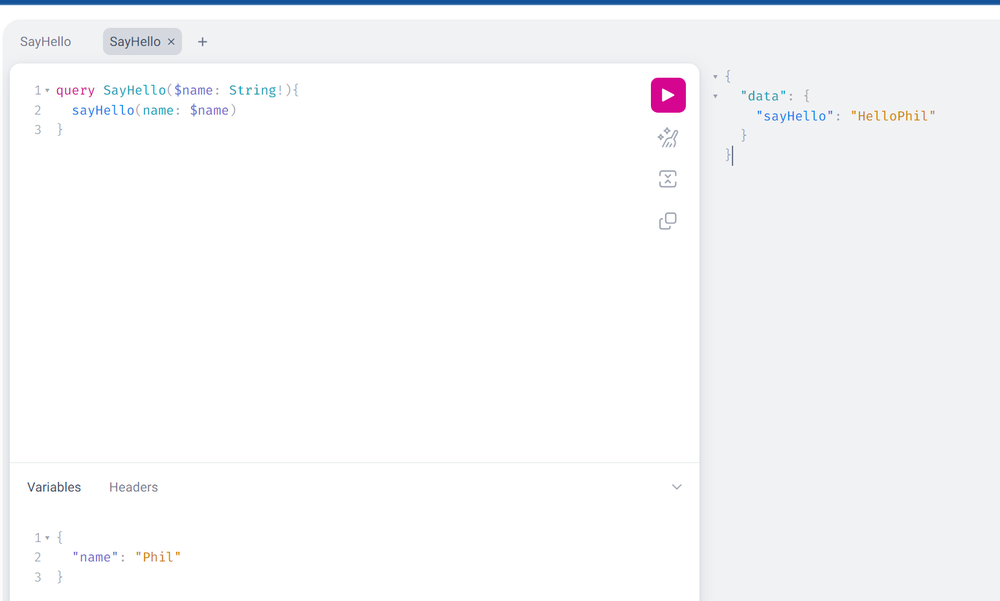 SayHello
SayHello
1 query SayHello($name: String!){
2 sayHello(name: $name)
3 }
{
"data": {
"sayHello": "HelloPhil"
}
}
Variables Headers
1 {
2 "name": "Phil"
3 }